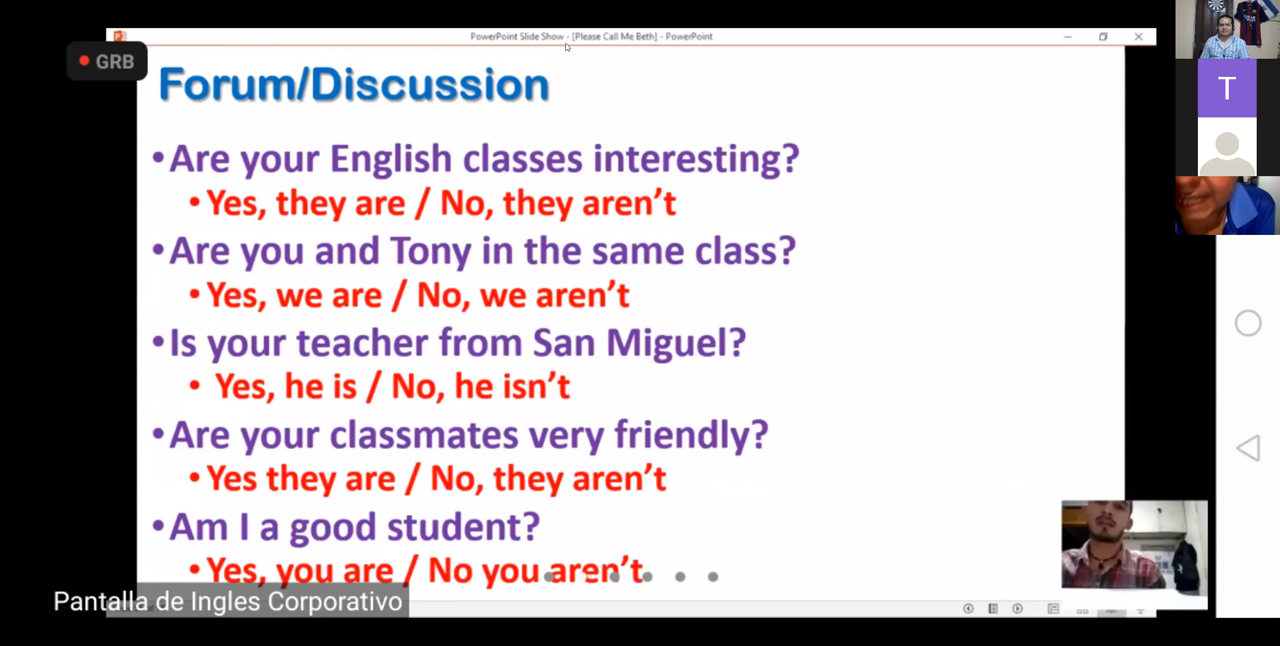 PowerPoint Slide Show - [Please Call Me Beth] - PowerPoint
GRB
Forum/Discussion
•Are your English classes interesting?
•Yes, they are / No, they aren't
•Are you and Tony in the same class?
•Yes, we are / No, we aren't
•Is your teacher from San Miguel?
• Yes, he is / No, he isn't
•Are your classmates very friendly?
•Yes they are / No, they aren't
•Am I a good student?
•Yes, you are / No you aren't
Pantalla de Ingles Corporativo
T